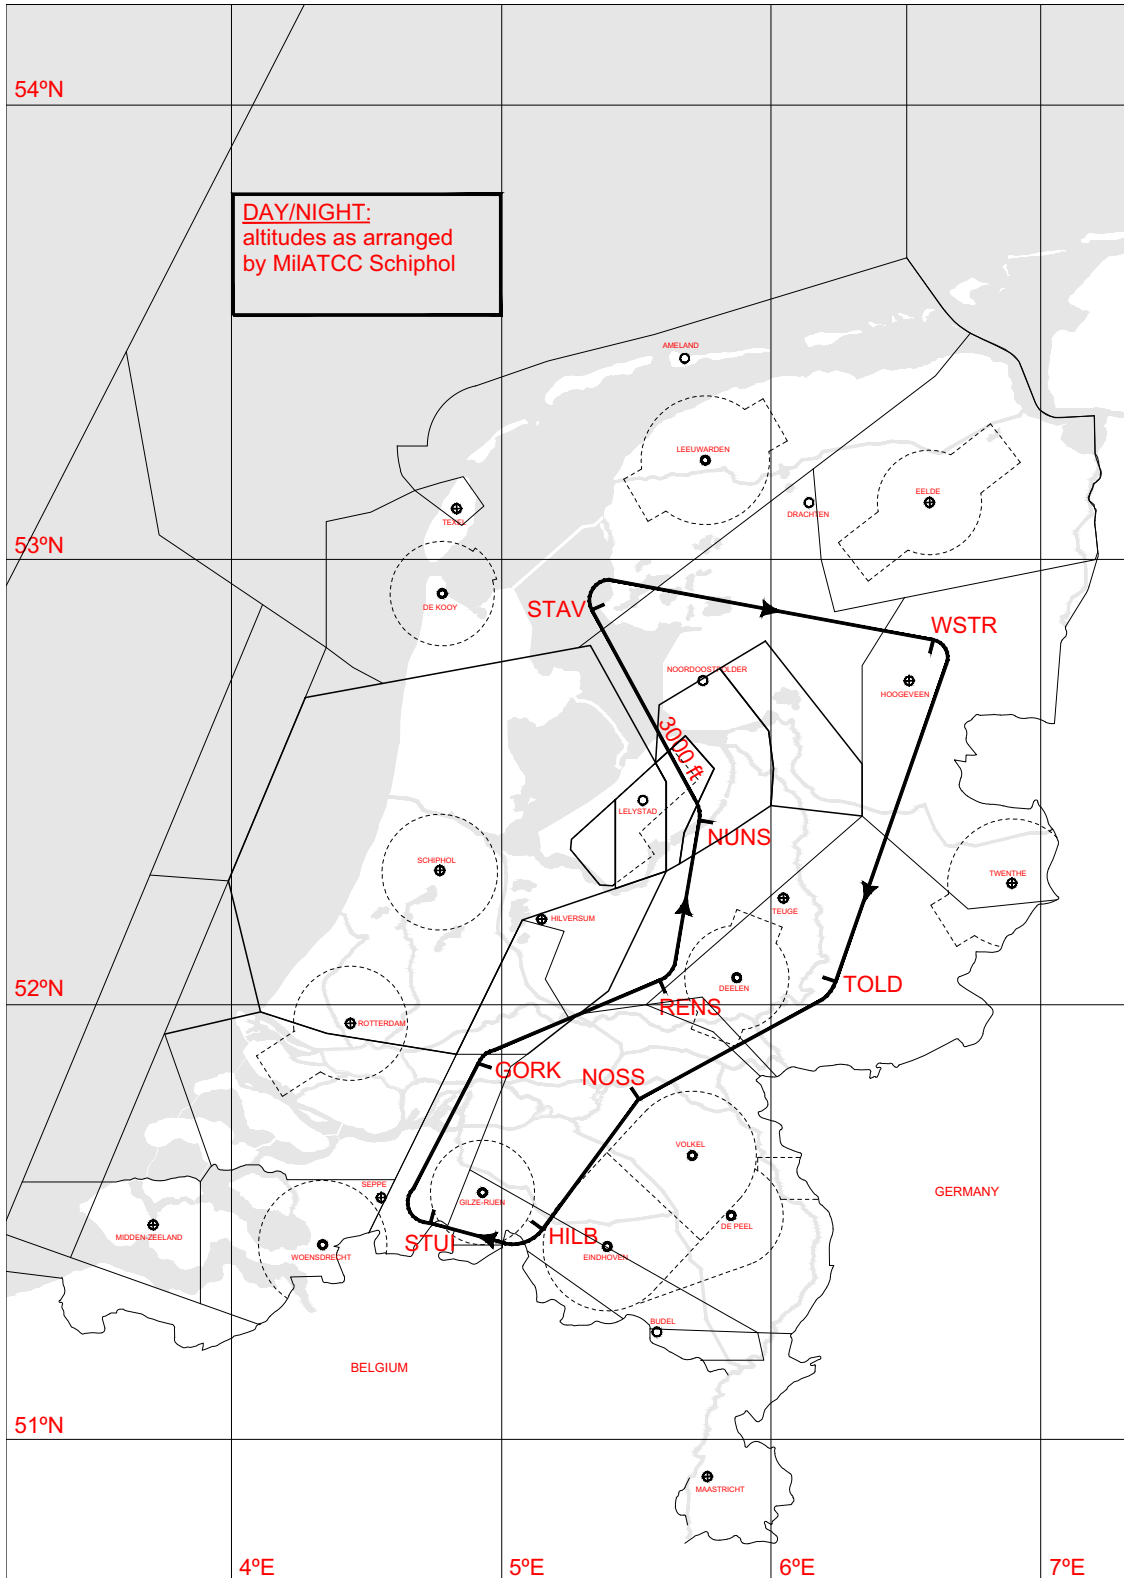 54ºN
DAY/NIGHT:
altitudes as arranged
by MilATCC Schiphol
AMELAND
LEEUWARDEN
EELDE
TEXEL
DRACHTEN
53ºN
DE KOOY
STAV
WSTR
NOORDOOSTPOLDER
HOOGEVEEN
3000-ft
LELYSTAD
NUNS
SCHIPHOL
TWENTHE
TEUGE
HILVERSUM
DEELEN
TOLD
52ºN
RENS
ROTTERDAM
GORK
NOSS
VOLKEL
SEPPE
GILZE-RIJEN
GERMANY
DE PEEL
MIDDEN-ZEELAND
STUI
HILB
WOENSDRECHT
EINDHOVEN
BUDEL
BELGIUM
51ºN
MAASTRICHT
4ºE
5ºE
6ºE
7ºE